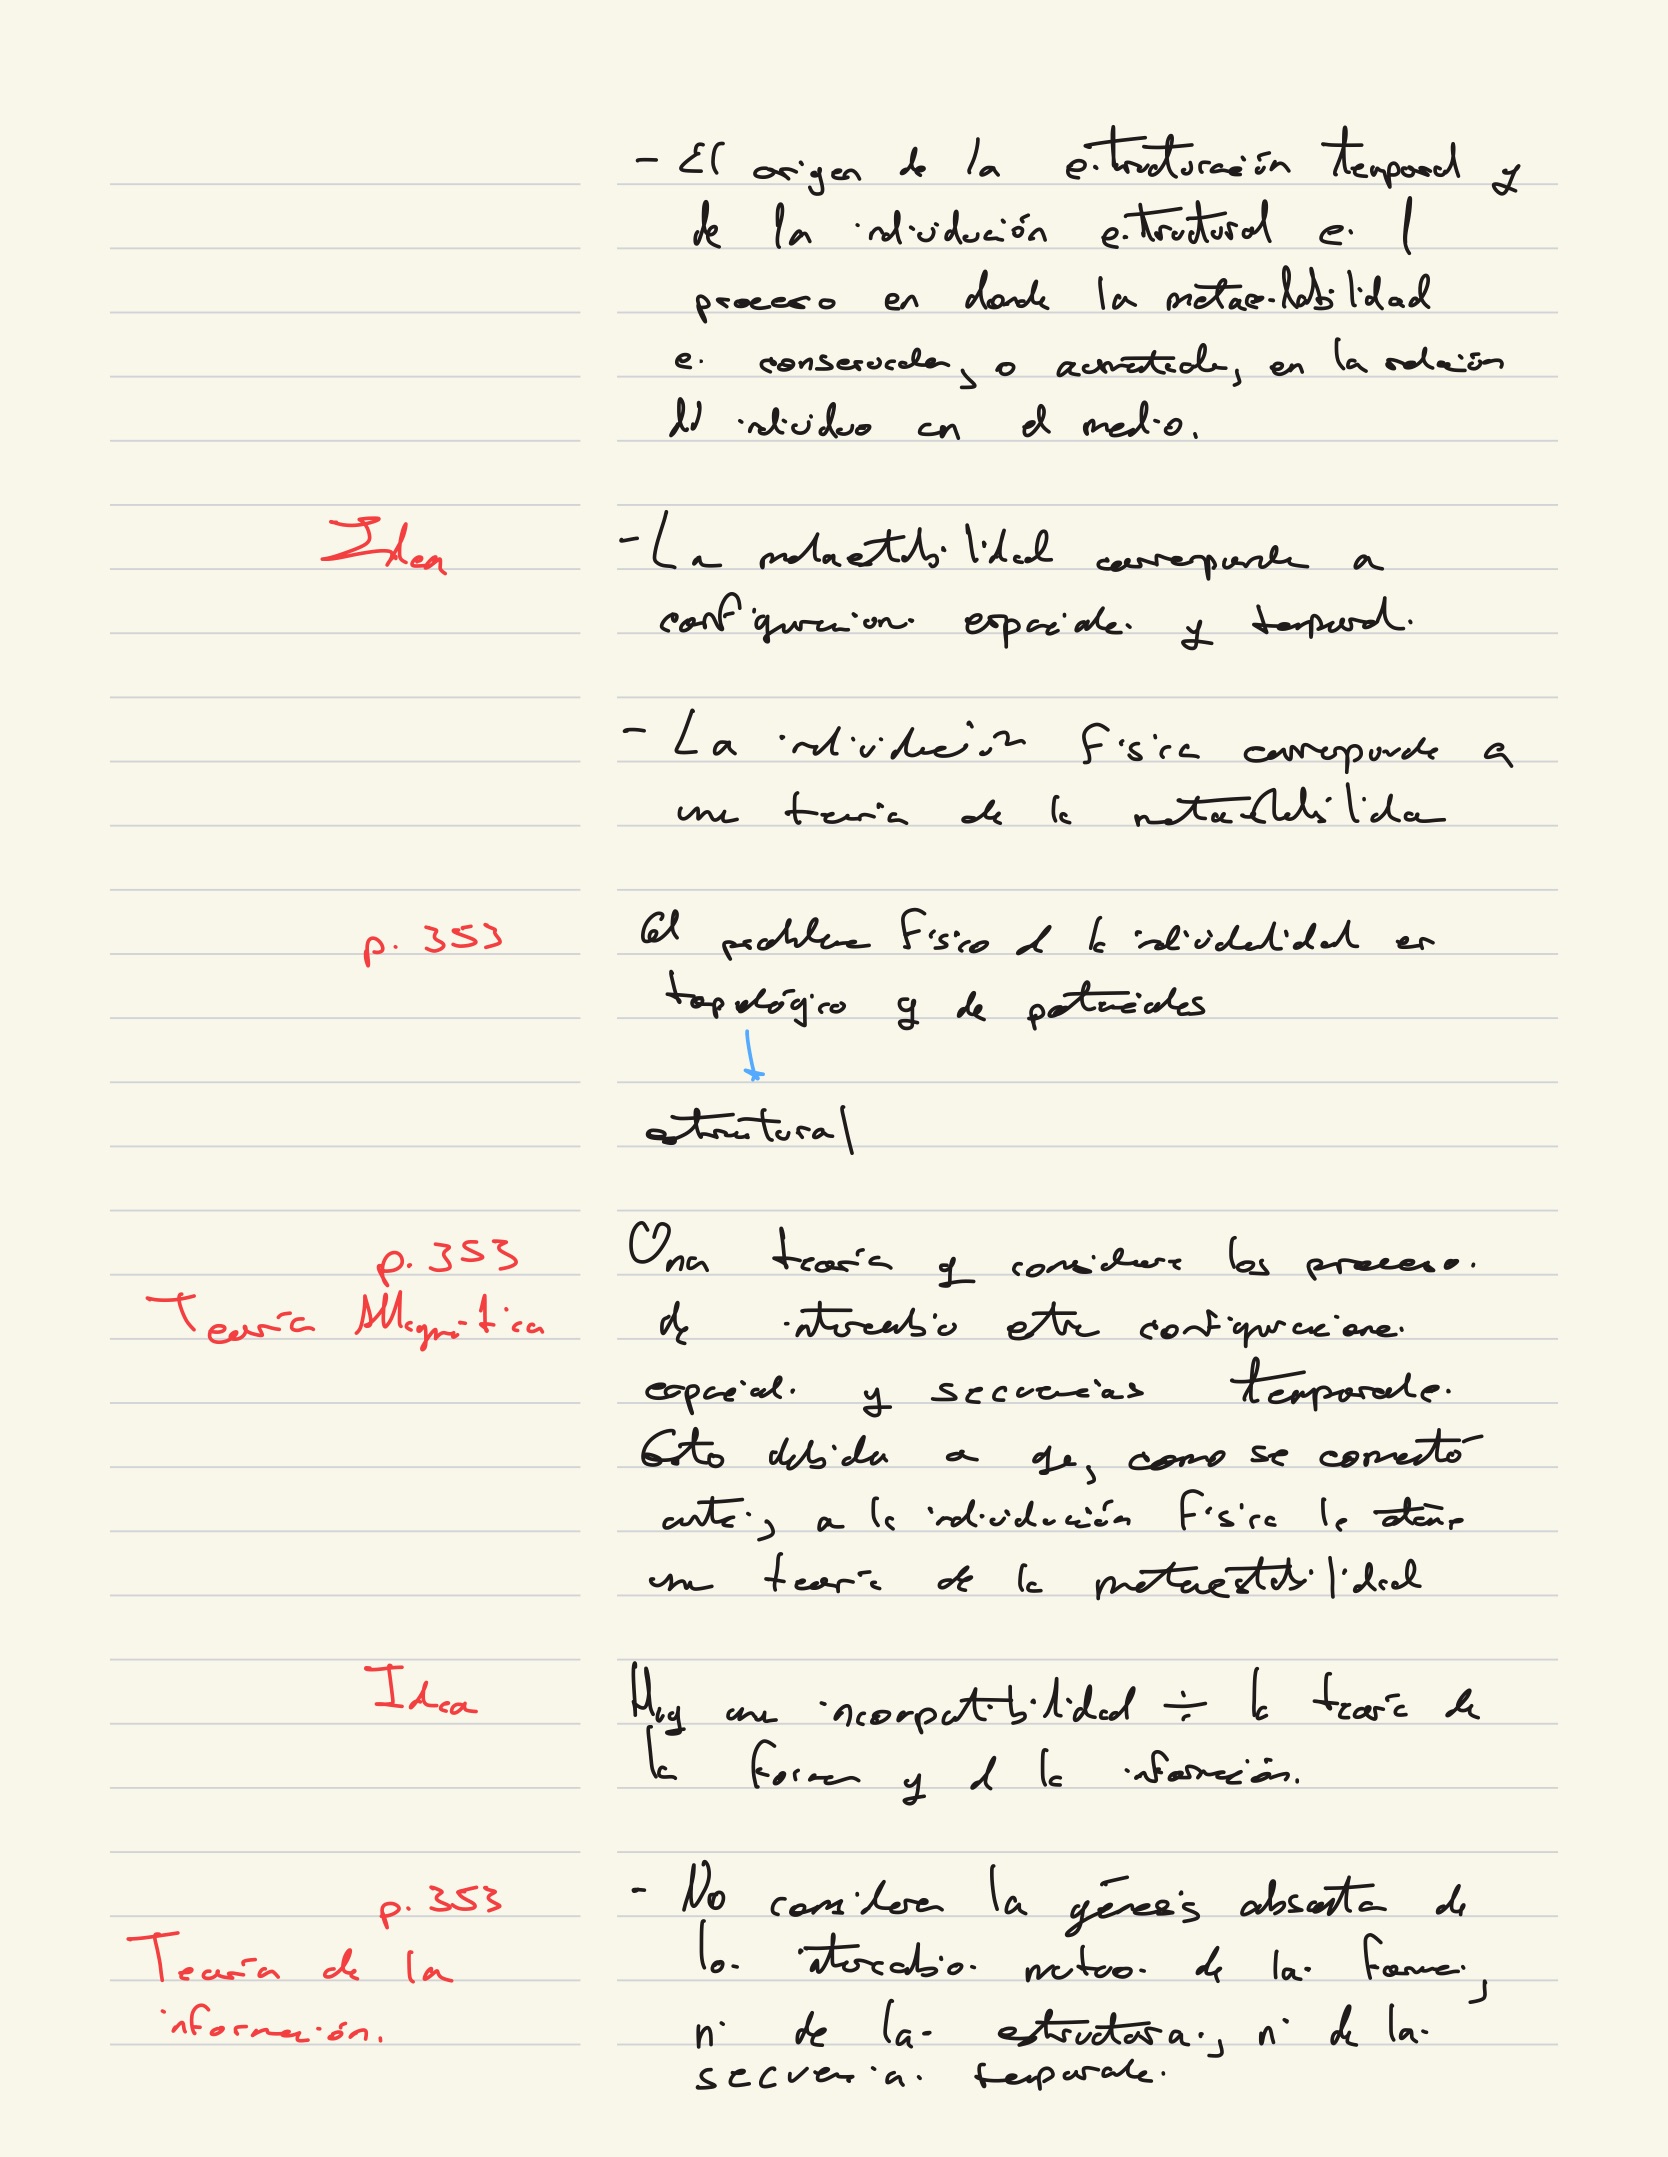 - El origen de la estructuración temporal y
de la individuación estructural es el
proceso en donde la metaestabilidad
es conservada, o aumentada, en la relación
del individuo con el medio.
Idea
- La metaestabilidad corresponde a
configuraciones espaciales y temporal.
- La individuación física corresponde a
una teoría de la metaestabilidad
p. 353
El problema físico de la individualidad es
topológico y de potenciales
estructural
p. 353
Teoría Allagmática
Una teoría q considera los procesos
de intercambio entre configuraciones
espacial. y secuencias temporales.
Esto debido a que, como se comentó
antes, a la individuación física le atañe
una teoría de la metaestabilidad
Idea
Hay una incompatibilidad ÷ la teoría de
la forma y de la información.
p. 353
Teoría de la
información.
- No considera la génesis absoluta de
los intercambios mutuos de las formas,
ni de las estructuras, ni de las
secuencias temporales.